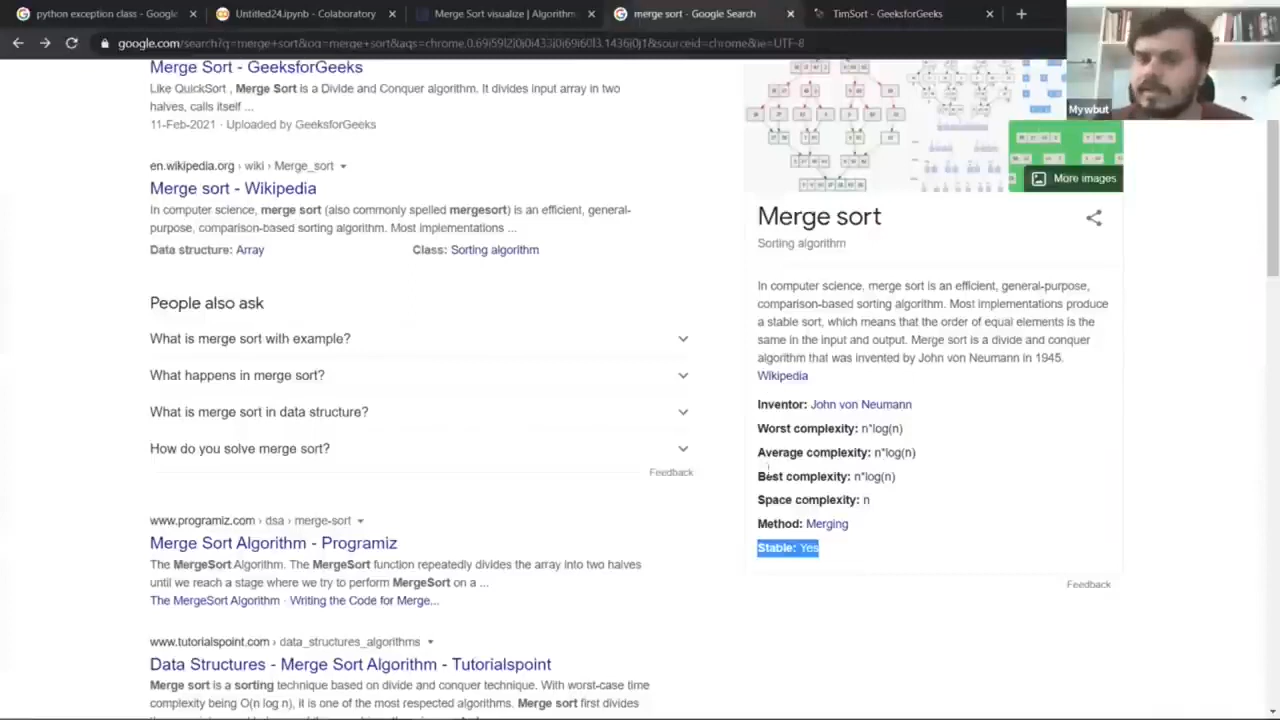 python exception class - Google
Untitled24.ipynb - Colaboratory
Merge Sort visualize | Algorithm
merge sort - Google Search
TimSort - GeeksforGeeks
Mywbut
Merge Sort - GeeksforGeeks
Like QuickSort , Merge Sort is a Divide and Conquer algorithm. It divides input array in two
halves, calls itself ...
11-Feb-2021 · Uploaded by GeeksforGeeks
en.wikipedia.org › wiki › Merge_sort
Merge sort - Wikipedia
In computer science, merge sort (also commonly spelled mergesort) is an efficient, general-
purpose, comparison-based sorting algorithm. Most implementations ...
Data structure: Array
Class: Sorting algorithm
People also ask
What is merge sort with example?
What happens in merge sort?
What is merge sort in data structure?
How do you solve merge sort?
Feedback
www.programiz.com › dsa › merge-sort
Merge Sort Algorithm - Programiz
The MergeSort Algorithm. The MergeSort function repeatedly divides the array into two halves
until we reach a stage where we try to perform MergeSort on a ...
The MergeSort Algorithm · Writing the Code for Merge...
www.tutorialspoint.com › data_structures_algorithms
Data Structures - Merge Sort Algorithm - Tutorialspoint
Merge sort is a sorting technique based on divide and conquer technique. With worst-case time
complexity being Ο(n log n), it is one of the most respected algorithms. Merge sort first divides
More images
Merge sort
Sorting algorithm
In computer science, merge sort is an efficient, general-purpose,
comparison-based sorting algorithm. Most implementations produce
a stable sort, which means that the order of equal elements is the
same in the input and output. Merge sort is a divide and conquer
algorithm that was invented by John von Neumann in 1945.
Wikipedia
Inventor: John von Neumann
Worst complexity: n*log(n)
Average complexity: n*log(n)
Best complexity: n*log(n)
Space complexity: n
Method: Merging
Stable: Yes
Feedback